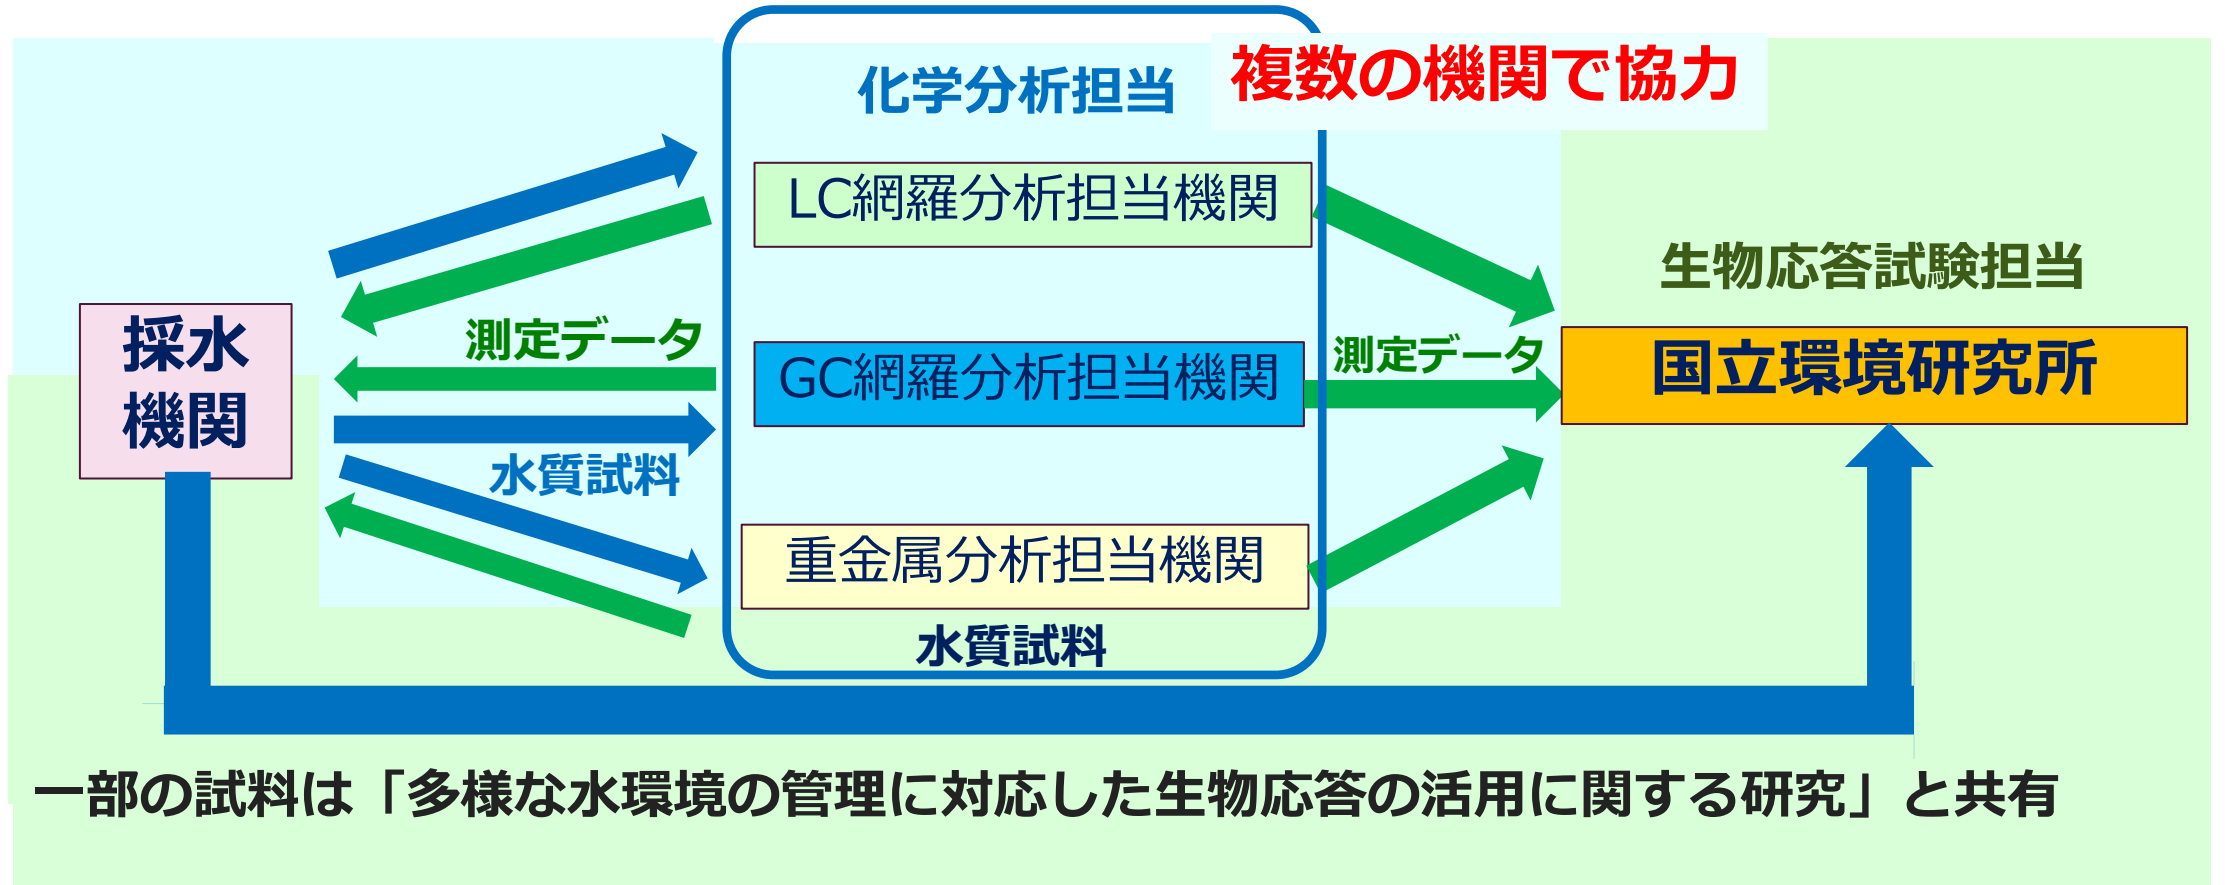 複数の機関で協力
化学分析担当
LC網羅分析担当機関
生物応答試験担当
採水
機関
測定データ
GC網羅分析担当機関
測定データ
国立環境研究所
水質試料
重金属分析担当機関
水質試料
一部の試料は「多様な水環境の管理に対応した生物応答の活用に関する研究」と共有